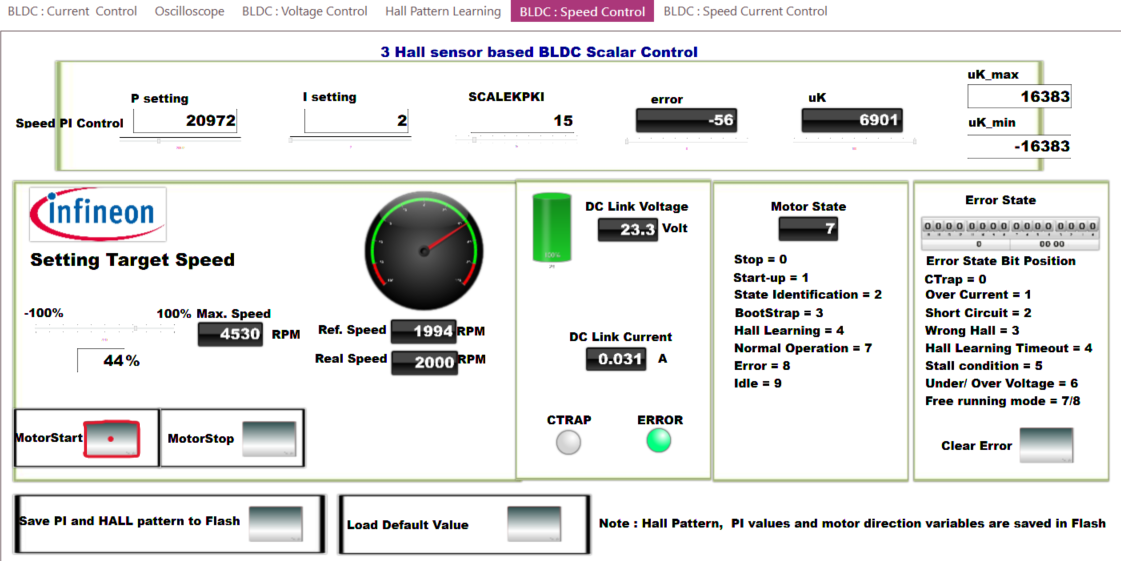 BLDC : Current Control Oscilloscope BLDC : Voltage Control Hall Pattern Learning BLDC : Speed Control BLDC : Speed Current Control
3 Hall sensor based BLDC Scalar Control
Speed PI Control
P setting
20972
I setting
2
SCALEKPKI
15
error
-56
uK
6901
uK_max
16383
uK_min
-16383
infineon
Setting Target Speed
-100%
100%
44%
Max. Speed
4530 RPM
Ref. Speed 1994 RPM
Real Speed 2000 RPM
MotorStart
MotorStop
DC Link Voltage
23.3 Volt
DC Link Current
0.031 A
CTRAP
ERROR
Motor State
7
Stop = 0
Start-up = 1
State Identification = 2
BootStrap = 3
Hall Learning = 4
Normal Operation = 7
Error = 8
Idle = 9
Error State
0 0 0 0 0 0 0 0 0 0 0 0 0 0 0 0
0 00 00
Error State Bit Position
CTrap = 0
Over Current = 1
Short Circuit = 2
Wrong Hall = 3
Hall Learning Timeout = 4
Stall condition = 5
Under/ Over Voltage = 6
Free running mode = 7/8
Clear Error
Save PI and HALL pattern to Flash
Load Default Value
Note : Hall Pattern, PI values and motor direction variables are saved in Flash